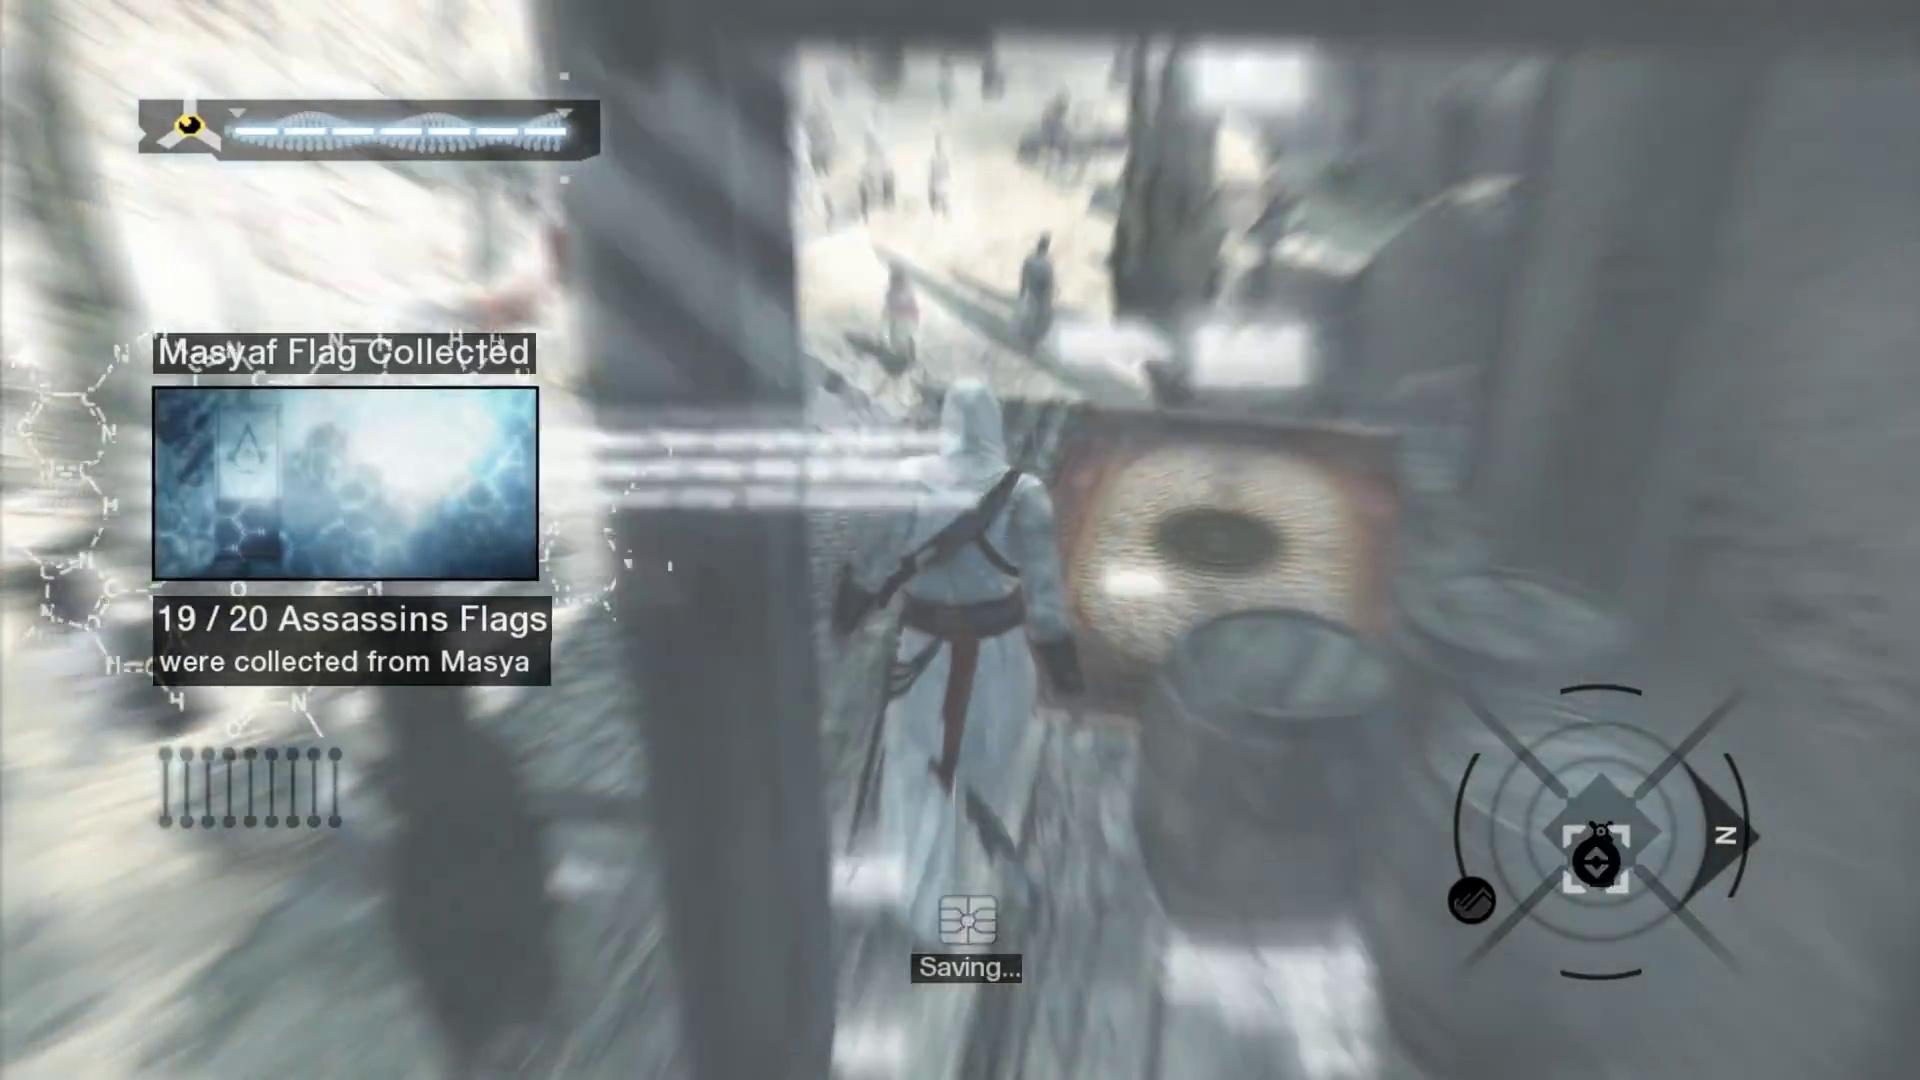 Masyaf Flag Collected
19 / 20 Assassins Flags
were collected from Masya
Saving...
N